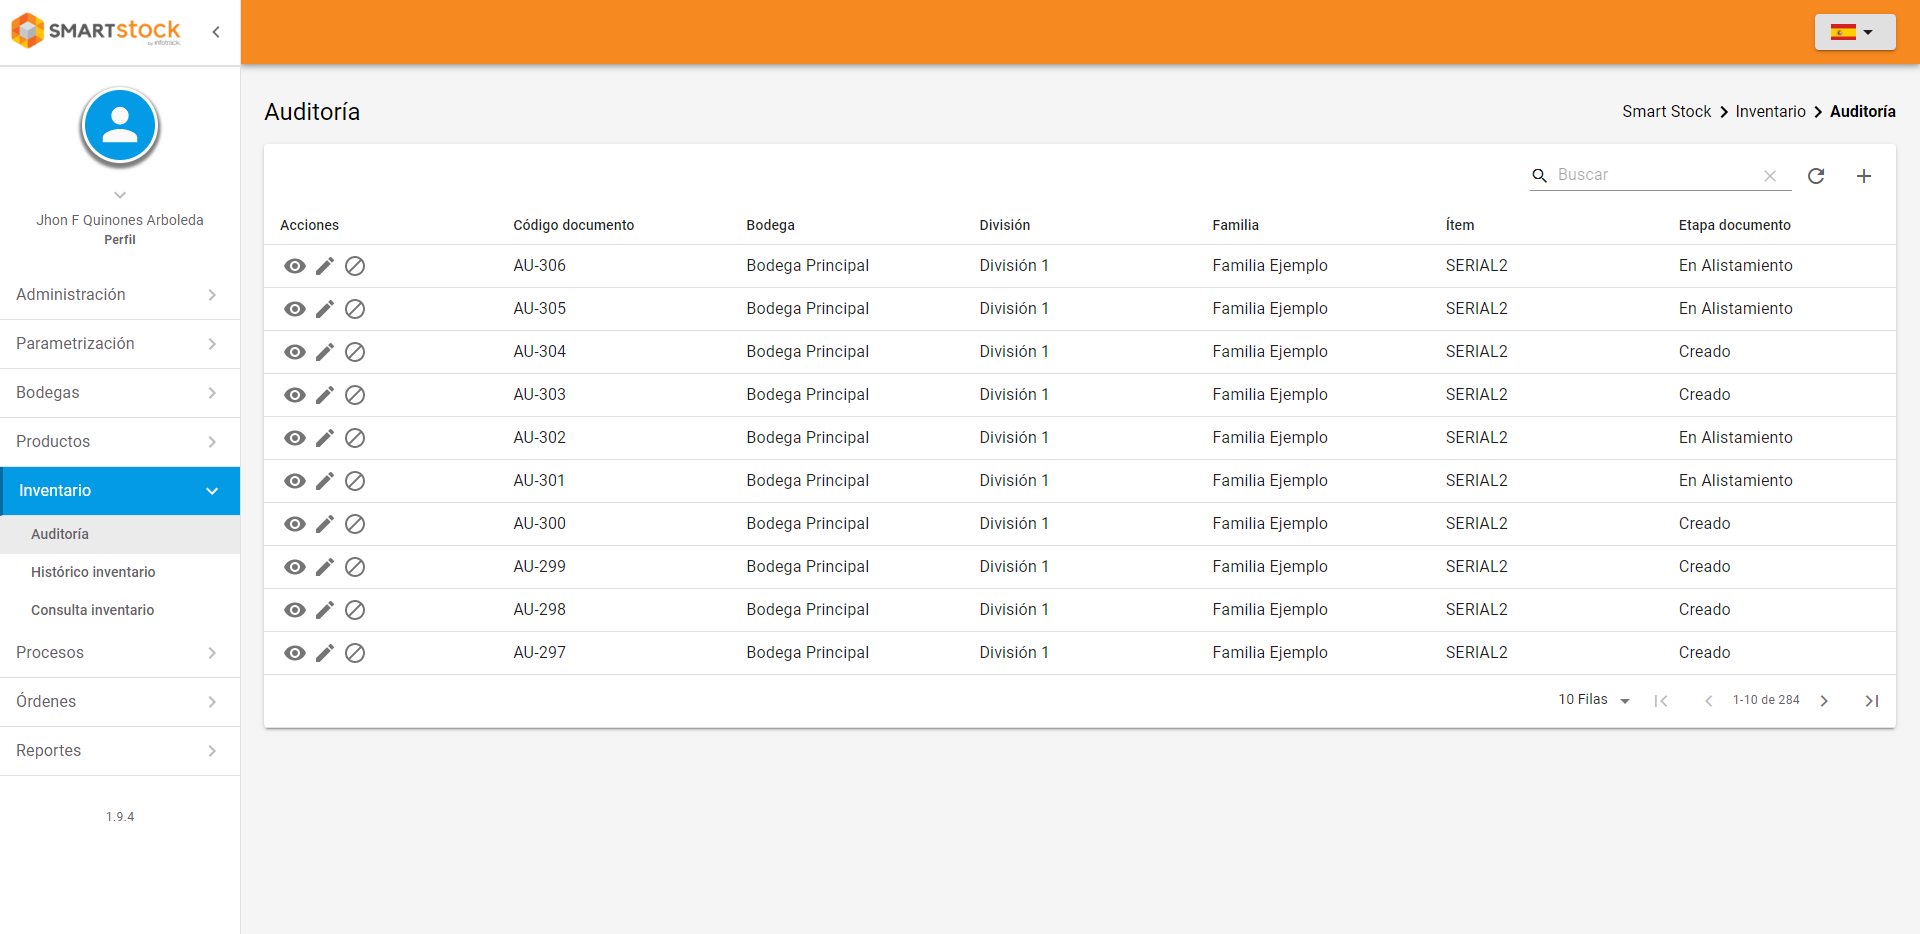 SMARTstock
by infotrack.
Jhon F Quinones Arboleda
Perfil
Administración
Parametrización
Bodegas
Productos
Inventario
Auditoría
Histórico inventario
Consulta inventario
Procesos
Órdenes
Reportes
1.9.4
Auditoría
Smart Stock Inventario Auditoría
Buscar
Acciones Código documento Bodega División Familia Ítem Etapa documento
AU-306 Bodega Principal División 1 Familia Ejemplo SERIAL2 En Alistamiento
AU-305 Bodega Principal División 1 Familia Ejemplo SERIAL2 En Alistamiento
AU-304 Bodega Principal División 1 Familia Ejemplo SERIAL2 Creado
AU-303 Bodega Principal División 1 Familia Ejemplo SERIAL2 Creado
AU-302 Bodega Principal División 1 Familia Ejemplo SERIAL2 En Alistamiento
AU-301 Bodega Principal División 1 Familia Ejemplo SERIAL2 En Alistamiento
AU-300 Bodega Principal División 1 Familia Ejemplo SERIAL2 Creado
AU-299 Bodega Principal División 1 Familia Ejemplo SERIAL2 Creado
AU-298 Bodega Principal División 1 Familia Ejemplo SERIAL2 Creado
AU-297 Bodega Principal División 1 Familia Ejemplo SERIAL2 Creado
10 Filas 1-10 de 284